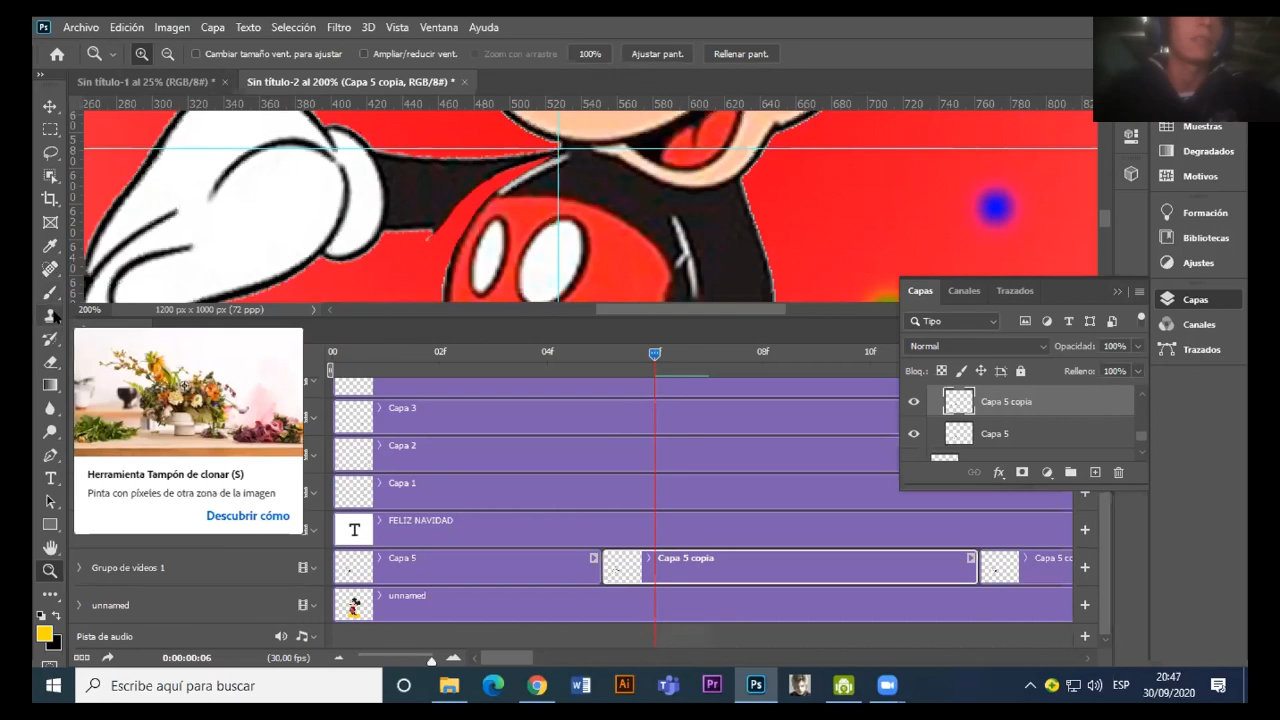 Ps Archivo Edición Imagen Capa Texto Selección Filtro 3D Vista Ventana Ayuda
Cambiar tamaño vent. para ajustar Ampliar/reducir vent. Zoom con arrastre 100% Ajustar pant. Rellenar pant.
Sin título-1 al 25% (RGB/8#) * × Sin título-2 al 200% (Capa 5 copia, RGB/8#) * ×
260 300 320 340 360 380 400 420 440 460 480 500 520 540 560 580 600 620 640 660 680 700 720 740 760 780 800 82
Muestras
Degradados
Motivos
Formación
Bibliotecas
Ajustes
Capas
Canales
Trazados
Capas Canales Trazados
Tipo
Normal Opacidad: 100%
Bloq.: Relleno: 100%
Capa 5 copia
Capa 5
fx
200% 1200 px x 1000 px (72 ppp)
00 02f 04f f 08f 10f
Capa 3
Capa 2
Capa 1
T FELIZ NAVIDAD
Herramienta Tampón de clonar (S)
Pinta con píxeles de otra zona de la imagen
Descubrir cómo
Grupo de vídeos 1 Capa 5 Capa 5 copia Capa 5 co
unnamed unnamed
Pista de audio
0:00:00:06 (30,00 fps)
Escribe aquí para buscar Ai Pr Ps ESP
20:47
30/09/2020